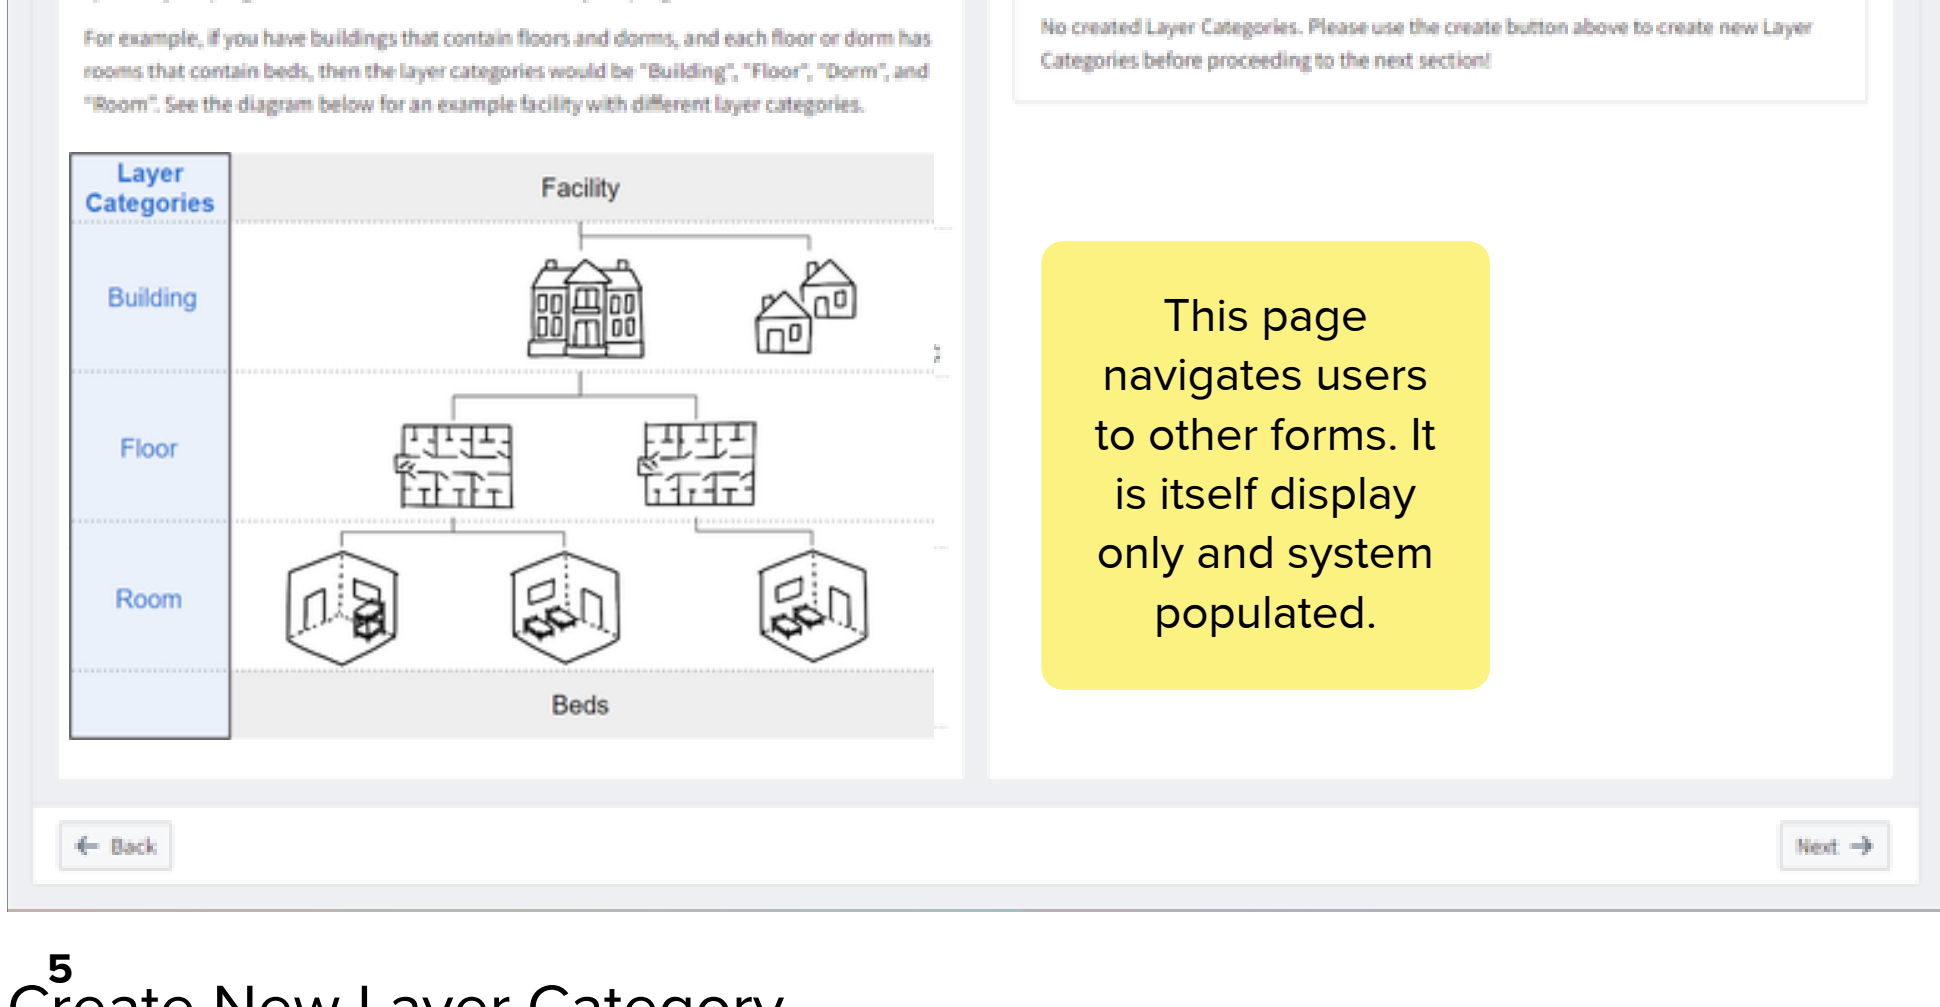 For example, if you have buildings that contain floors and dorms, and each floor or dorm has
rooms that contain beds, then the layer categories would be "Building", "Floor", "Dorm", and
"Room". See the diagram below for an example facility with different layer categories.
Layer
Categories
Facility
Building
Floor
Room
Beds
No created Layer Categories. Please use the create button above to create new Layer
Categories before proceeding to the next section!
This page
navigates users
to other forms. It
is itself display
only and system
populated.
Back
Next
5
Create New Layer Category